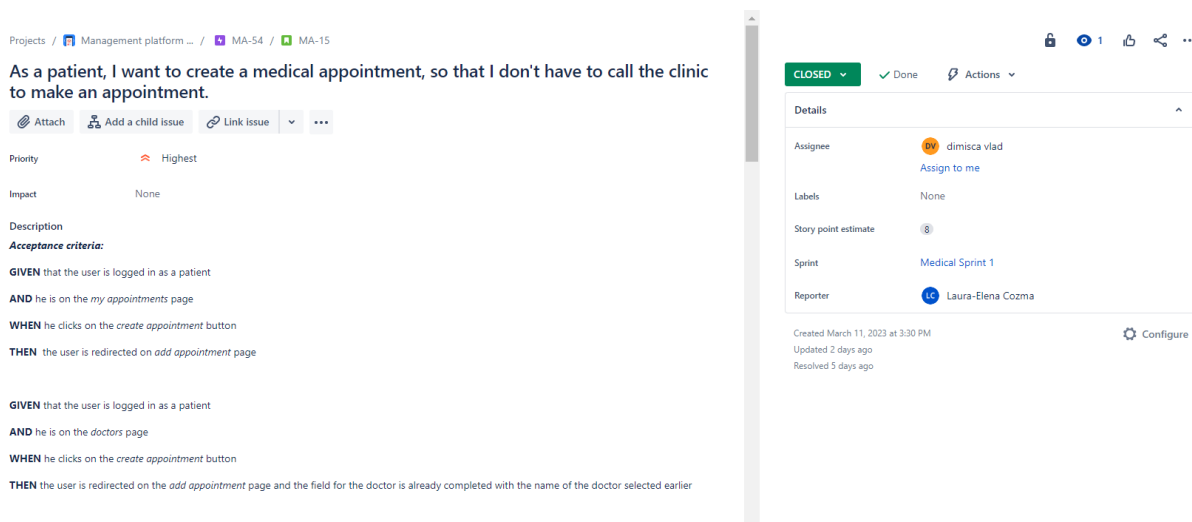 Projects / Management platform ... / MA-54 / MA-15
1
As a patient, I want to create a medical appointment, so that I don't have to call the clinic
to make an appointment.
Attach
Add a child issue
Link issue
Priority
Highest
Impact
None
Description
Acceptance criteria:
GIVEN that the user is logged in as a patient
AND he is on the my appointments page
WHEN he clicks on the create appointment button
THEN the user is redirected on add appointment page
GIVEN that the user is logged in as a patient
AND he is on the doctors page
WHEN he clicks on the create appointment button
THEN the user is redirected on the add appointment page and the field for the doctor is already completed with the name of the doctor selected earlier
CLOSED
Done
Actions
Details
Assignee
DV dimisca vlad
Assign to me
Labels
None
Story point estimate
8
Sprint
Medical Sprint 1
Reporter
LC Laura-Elena Cozma
Created March 11, 2023 at 3:30 PM
Configure
Updated 2 days ago
Resolved 5 days ago